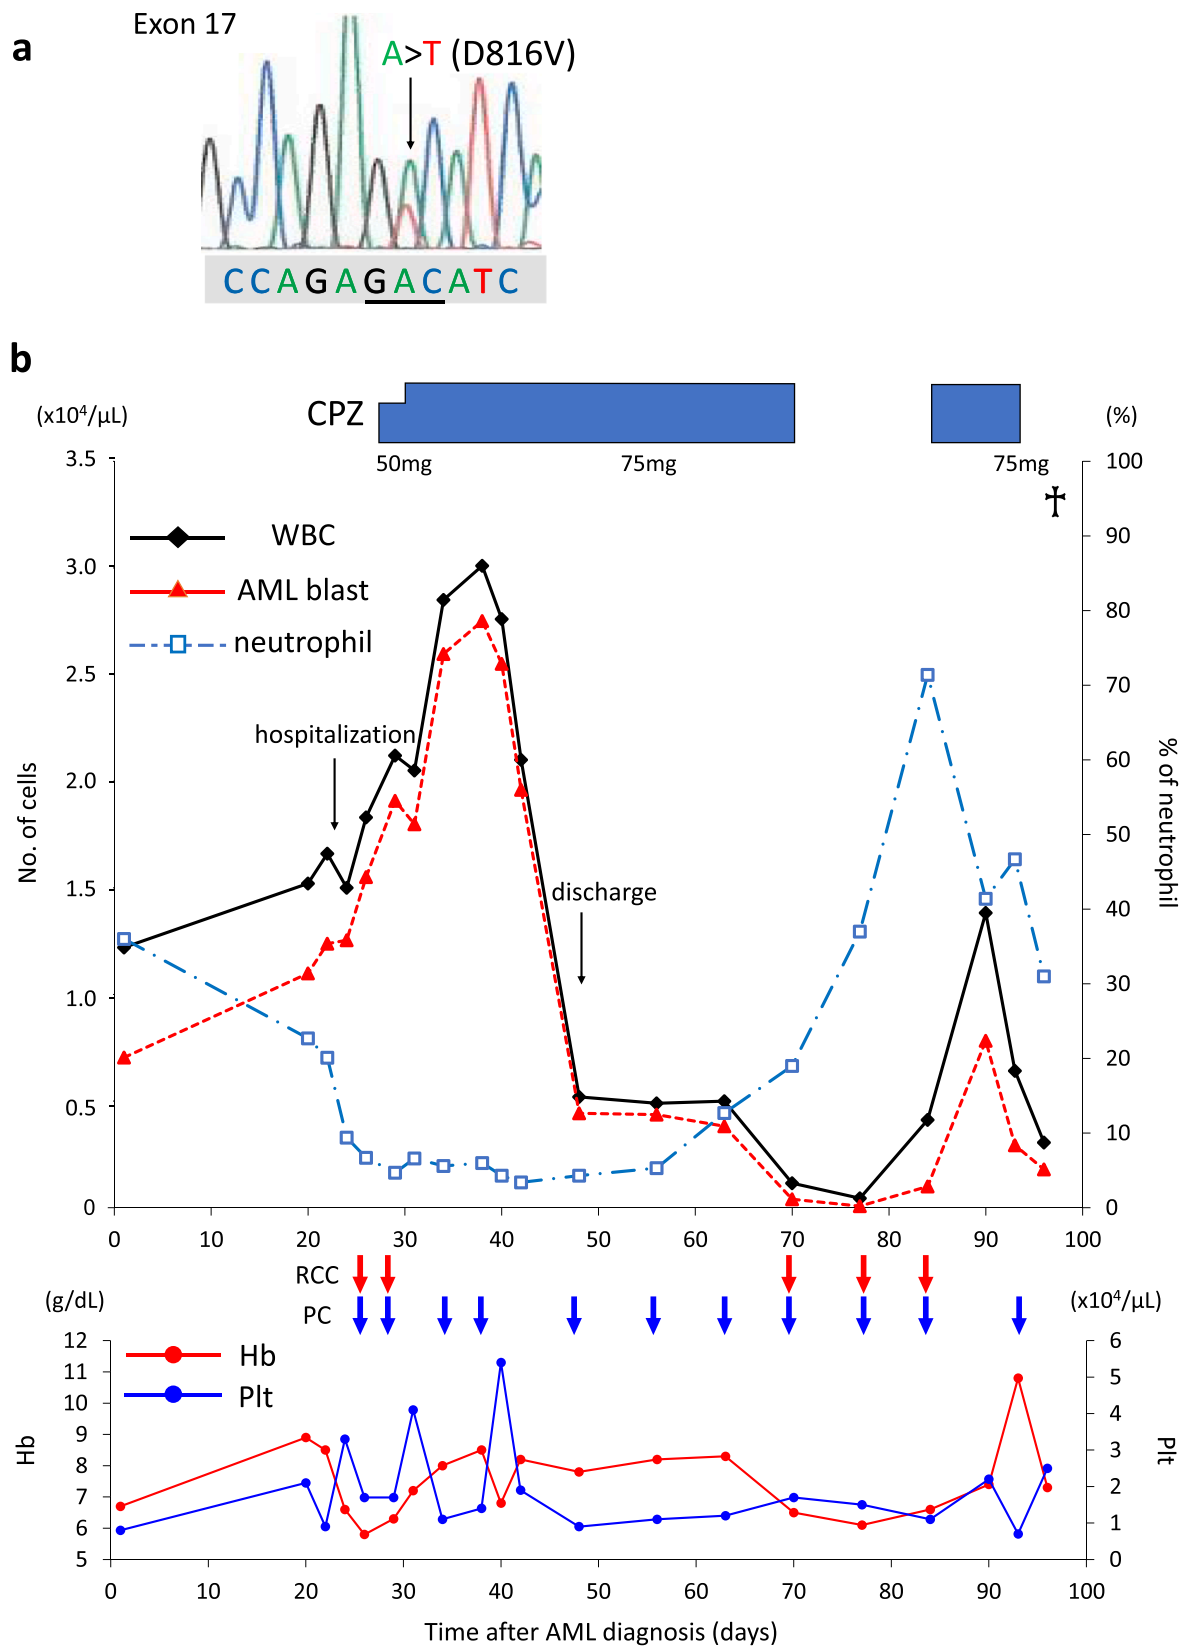 a
Exon 17
A>T (D816V)
CCAGAGACATC
b
(x10⁴/μL)
CPZ
(%)
50mg
75mg
75mg
3.5
3.0
2.5
2.0
1.5
1.0
0.5
0
No. of cells
WBC
AML blast
neutrophil
hospitalization
discharge
100
90
80
70
60
50
40
30
20
10
0
% of neutrophil
0 10 20 30 40 50 60 70 80 90 100
RCC
PC
(g/dL)
(x10⁴/μL)
12
11
10
9
8
7
6
5
Hb
Hb
Plt
6
5
4
3
2
1
0
Plt
0 10 20 30 40 50 60 70 80 90 100
Time after AML diagnosis (days)